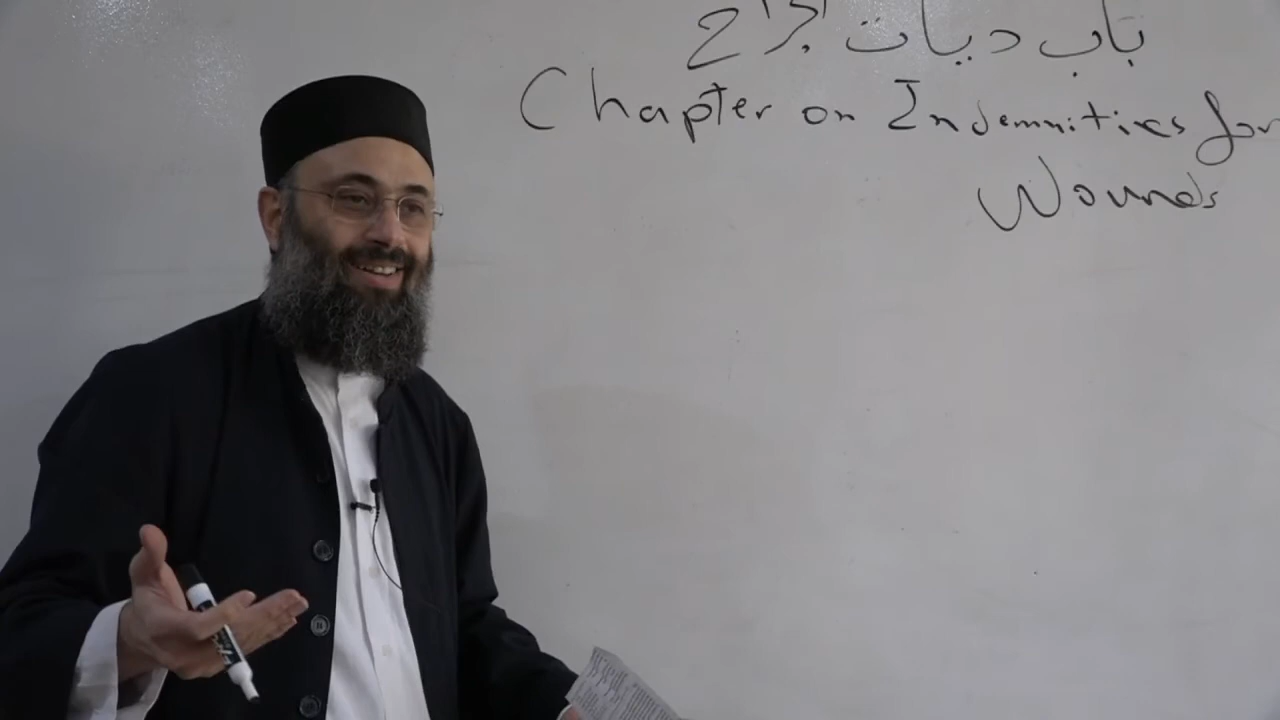 باب ديات الجراح
Chapter on Indemnities for
Wounds